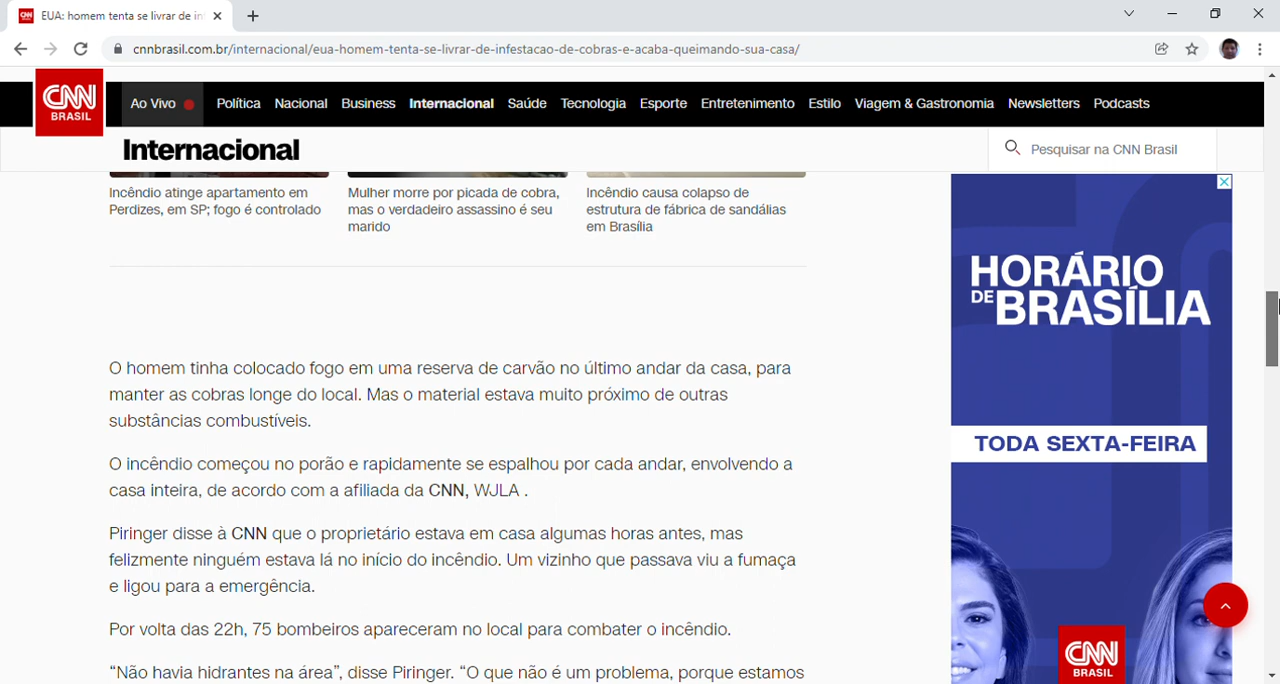 EUA: homem tenta se livrar de in
cnnbrasil.com.br/internacional/eua-homem-tenta-se-livrar-de-infestacao-de-cobras-e-acaba-queimando-sua-casa/
CNN BRASIL
Ao Vivo Política Nacional Business Internacional Saúde Tecnologia Esporte Entretenimento Estilo Viagem & Gastronomia Newsletters Podcasts
Internacional
Pesquisar na CNN Brasil
Incêndio atinge apartamento em
Perdizes, em SP; fogo é controlado
Mulher morre por picada de cobra,
mas o verdadeiro assassino é seu
marido
Incêndio causa colapso de
estrutura de fábrica de sandálias
em Brasília
O homem tinha colocado fogo em uma reserva de carvão no último andar da casa, para
manter as cobras longe do local. Mas o material estava muito próximo de outras
substâncias combustíveis.
O incêndio começou no porão e rapidamente se espalhou por cada andar, envolvendo a
casa inteira, de acordo com a afiliada da CNN, WJLA .
Piringer disse à CNN que o proprietário estava em casa algumas horas antes, mas
felizmente ninguém estava lá no início do incêndio. Um vizinho que passava viu a fumaça
e ligou para a emergência.
Por volta das 22h, 75 bombeiros apareceram no local para combater o incêndio.
“Não havia hidrantes na área”, disse Piringer. “O que não é um problema, porque estamos
HORÁRIO
DE BRASÍLIA
TODA SEXTA-FEIRA
CNN
BRASIL